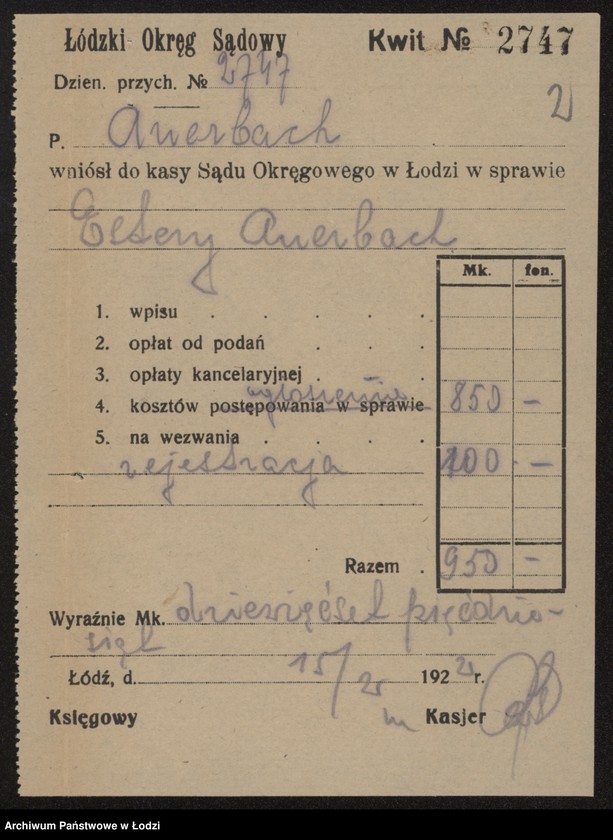 Łódzki Okręg Sądowy Kwit № 2747
Dzien. przych. № 2747
2
P. Auerbach
wniósł do kasy Sądu Okręgowego w Łodzi w sprawie
Estery Auerbach
Mk. fen.
1. wpisu . . . . .
2. opłat od podań . . .
3. opłaty kancelaryjnej . .
ogłoszenie
4. kosztów postępowania w sprawie 850 —
5. na wezwania . . . .
rejestracja 100 —
Razem . 950 —
Wyraźnie Mk. dziewięćset pięćdzie-
siąt
Łódź, d. 15/ 192 r.
Księgowy Kasjer
Archiwum Państwowe w Łodzi